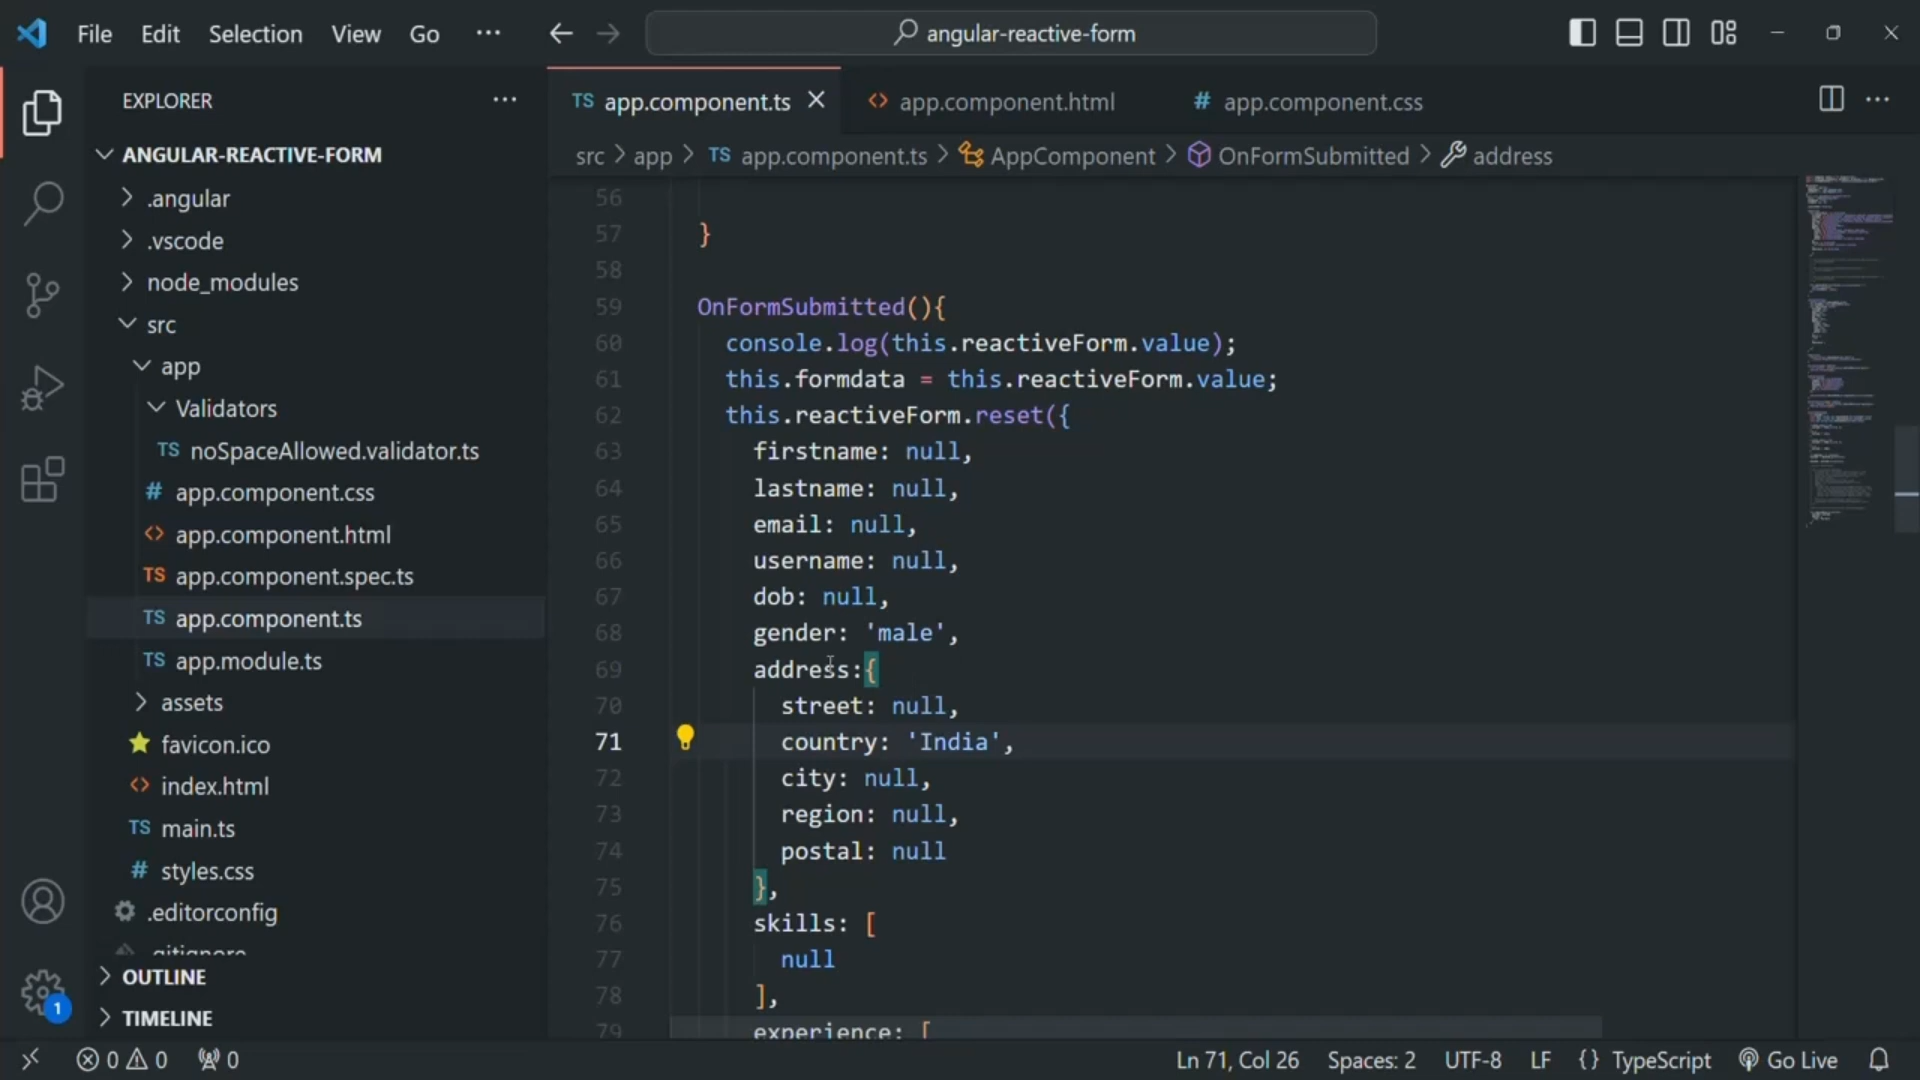 File Edit Selection View Go ··· angular-reactive-form
EXPLORER ···
ANGULAR-REACTIVE-FORM
.angular
.vscode
node_modules
src
app
Validators
TS noSpaceAllowed.validator.ts
# app.component.css
<> app.component.html
TS app.component.spec.ts
TS app.component.ts
TS app.module.ts
assets
favicon.ico
<> index.html
TS main.ts
# styles.css
.editorconfig
.gitignore
OUTLINE
TIMELINE
1
TS app.component.ts <> app.component.html # app.component.css ···
src > app > TS app.component.ts > AppComponent > OnFormSubmitted > address
56
57 }
58
59 OnFormSubmitted(){
60 console.log(this.reactiveForm.value);
61 this.formdata = this.reactiveForm.value;
62 this.reactiveForm.reset({
63 firstname: null,
64 lastname: null,
65 email: null,
66 username: null,
67 dob: null,
68 gender: 'male',
69 address:{
70 street: null,
71 country: 'India',
72 city: null,
73 region: null,
74 postal: null
75 },
76 skills: [
77 null
78 ],
79 experience: [
0 0 0 Ln 71, Col 26 Spaces: 2 UTF-8 LF {} TypeScript Go Live